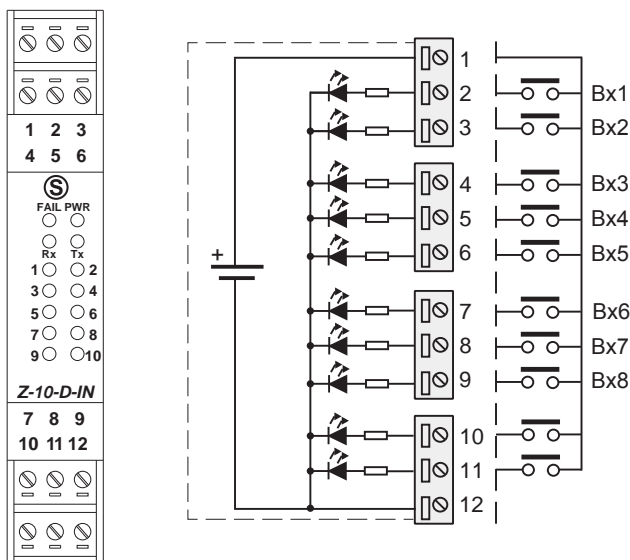 1 2 3
4 5 6
S
FAIL PWR
Rx Tx
1 2
3 4
5 6
7 8
9 10
Z-10-D-IN
7 8 9
10 11 12
+
1
2 Bx1
3 Bx2
4 Bx3
5 Bx4
6 Bx5
7 Bx6
8 Bx7
9 Bx8
10
11
12